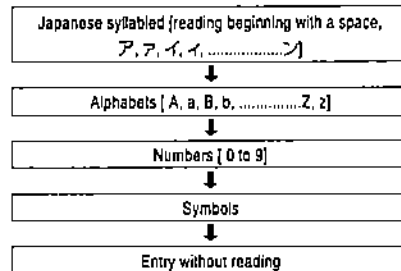 Japanese syllabled [reading beginning with a space,
ア, ァ, イ, ィ, ....................ン]
Alphabets [ A, a, B, b, ...............Z, z]
Numbers [ 0 to 9]
Symbols
Entry without reading